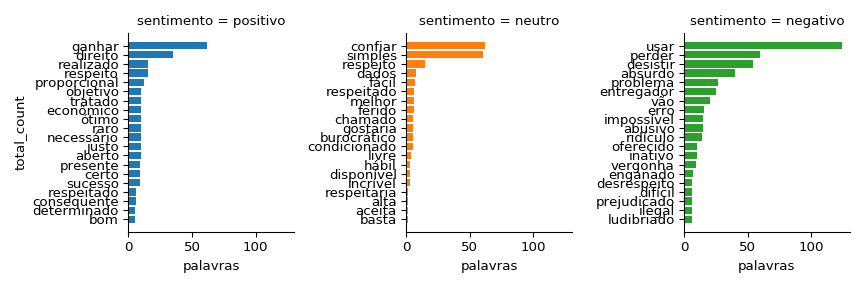 sentimento = positivo
total_count
ganhar
direito
realizado
respeito
proporcional
objetivo
tratado
econômico
ótimo
raro
necessário
justo
aberto
presente
certo
sucesso
respeitado
consequente
determinado
bom
0 50 100
palavras
sentimento = neutro
confiar
simples
respeito
dados
fácil
respeitado
melhor
ferido
chamado
gostaria
burocrático
condicionado
livre
hábil
disponível
Incrível
respeitaria
alta
aceita
basta
0 50 100
palavras
sentimento = negativo
usar
perder
desistir
absurdo
problema
entregador
vão
erro
impossível
abusivo
ridículo
oferecido
inativo
vergonha
enganado
desrespeito
difícil
prejudicado
ilegal
ludibriado
0 50 100
palavras